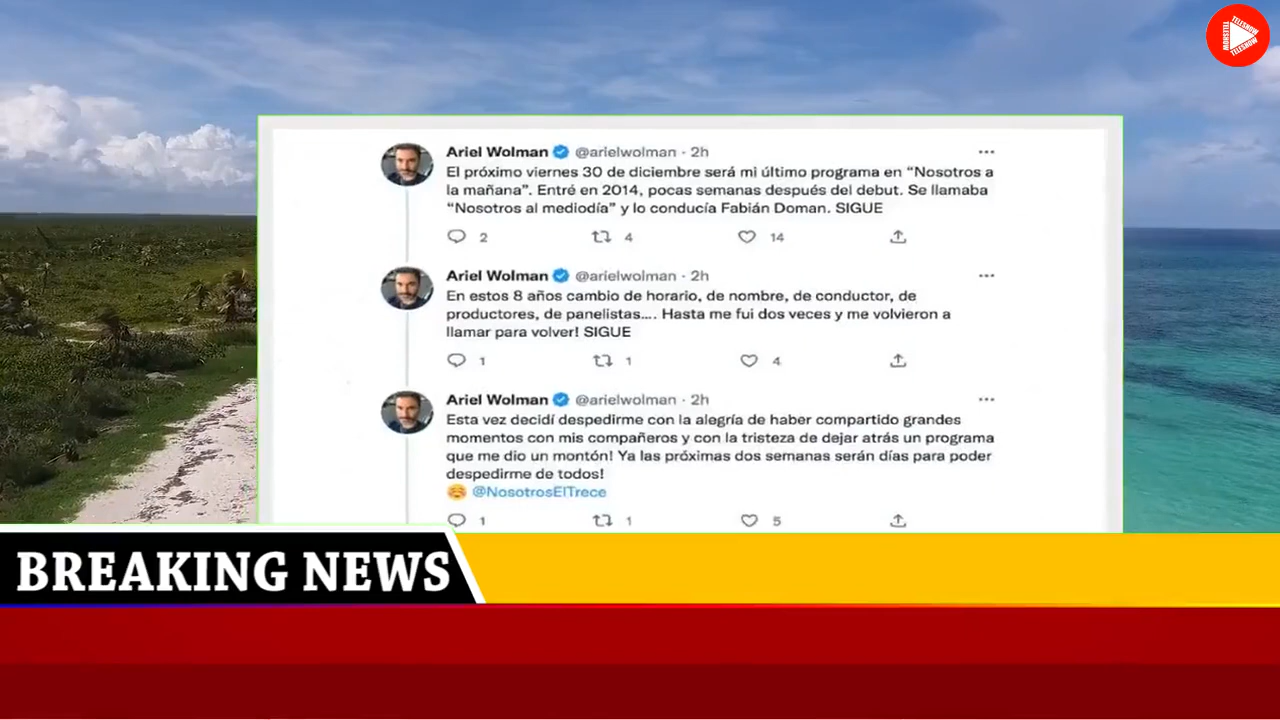 TELESHOW
TELESHOW
TELESHOW
Ariel Wolman @arielwolman · 2h
El próximo viernes 30 de diciembre será mi último programa en “Nosotros a
la mañana”. Entré en 2014, pocas semanas después del debut. Se llamaba
“Nosotros al mediodía” y lo conducía Fabián Doman. SIGUE
2 4 14
Ariel Wolman @arielwolman · 2h
En estos 8 años cambio de horario, de nombre, de conductor, de
productores, de panelistas.... Hasta me fui dos veces y me volvieron a
llamar para volver! SIGUE
1 1 4
Ariel Wolman @arielwolman · 2h
Esta vez decidí despedirme con la alegría de haber compartido grandes
momentos con mis compañeros y con la tristeza de dejar atrás un programa
que me dio un montón! Ya las próximas dos semanas serán días para poder
despedirme de todos!
@NosotrosElTrece
1 1 5
BREAKING NEWS